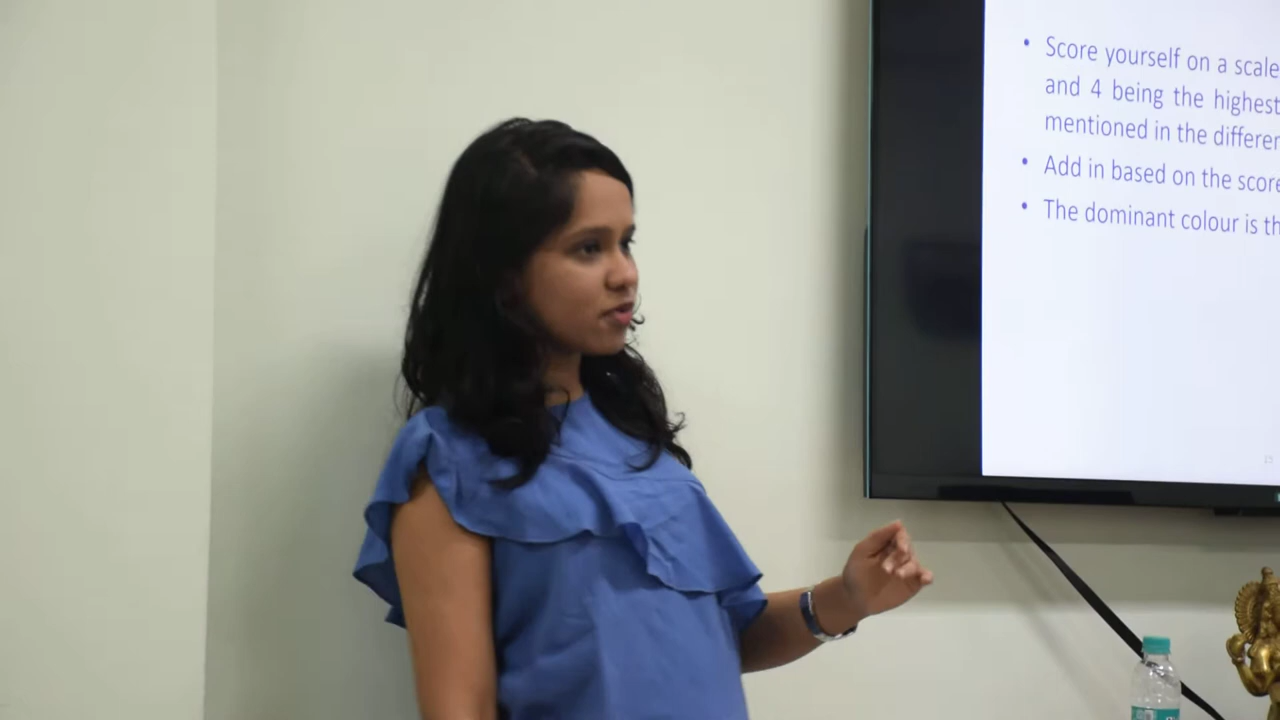 • Score yourself on a scale
and 4 being the highest
mentioned in the differen
• Add in based on the score
• The dominant colour is th